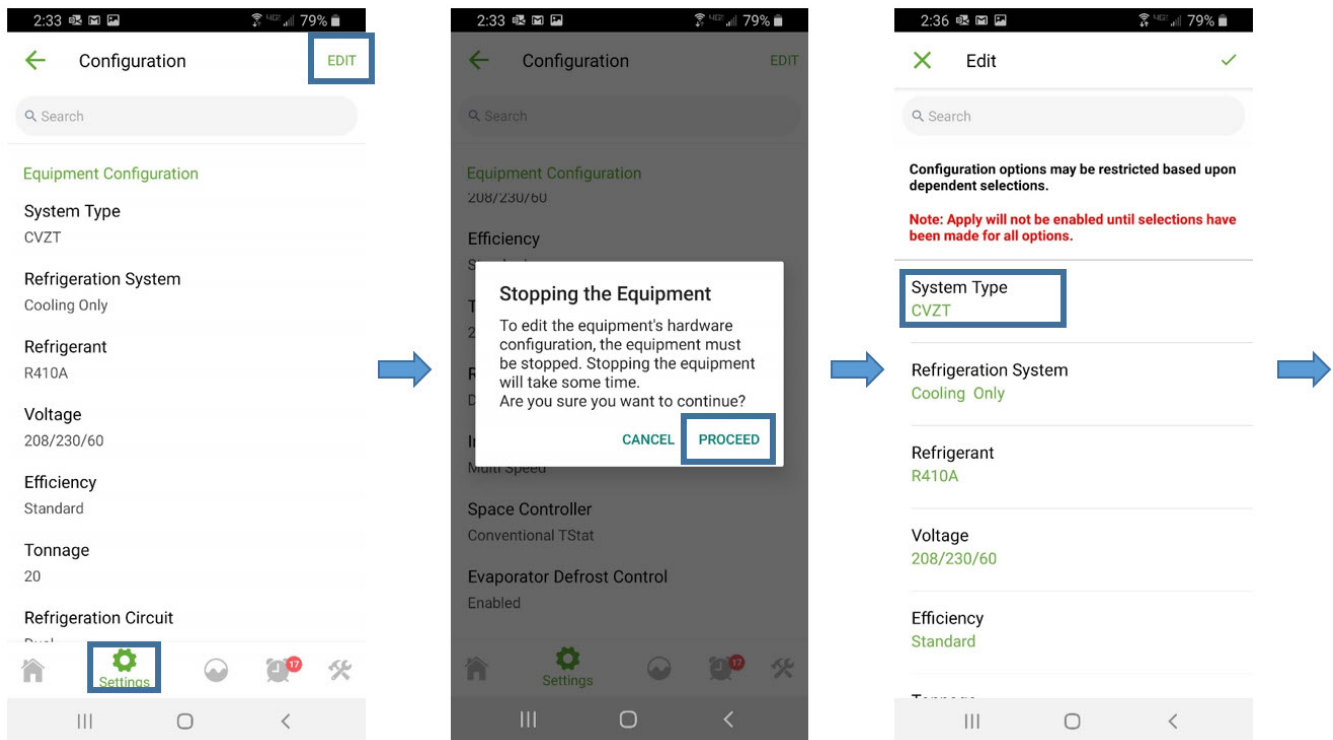 2:33
79%
Configuration
EDIT
Search
Equipment Configuration
System Type
CVZT
Refrigeration System
Cooling Only
Refrigerant
R410A
Voltage
208/230/60
Efficiency
Standard
Tonnage
20
Refrigeration Circuit
17
Settings
2:33
79%
Configuration
EDIT
Search
Equipment Configuration
208/230/60
Efficiency
Stopping the Equipment
To edit the equipment's hardware
configuration, the equipment must
be stopped. Stopping the equipment
will take some time.
Are you sure you want to continue?
CANCEL PROCEED
Multi Speed
Space Controller
Conventional TStat
Evaporator Defrost Control
Enabled
17
Settings
2:36
79%
Edit
Search
Configuration options may be restricted based upon
dependent selections.
Note: Apply will not be enabled until selections have
been made for all options.
System Type
CVZT
Refrigeration System
Cooling Only
Refrigerant
R410A
Voltage
208/230/60
Efficiency
Standard